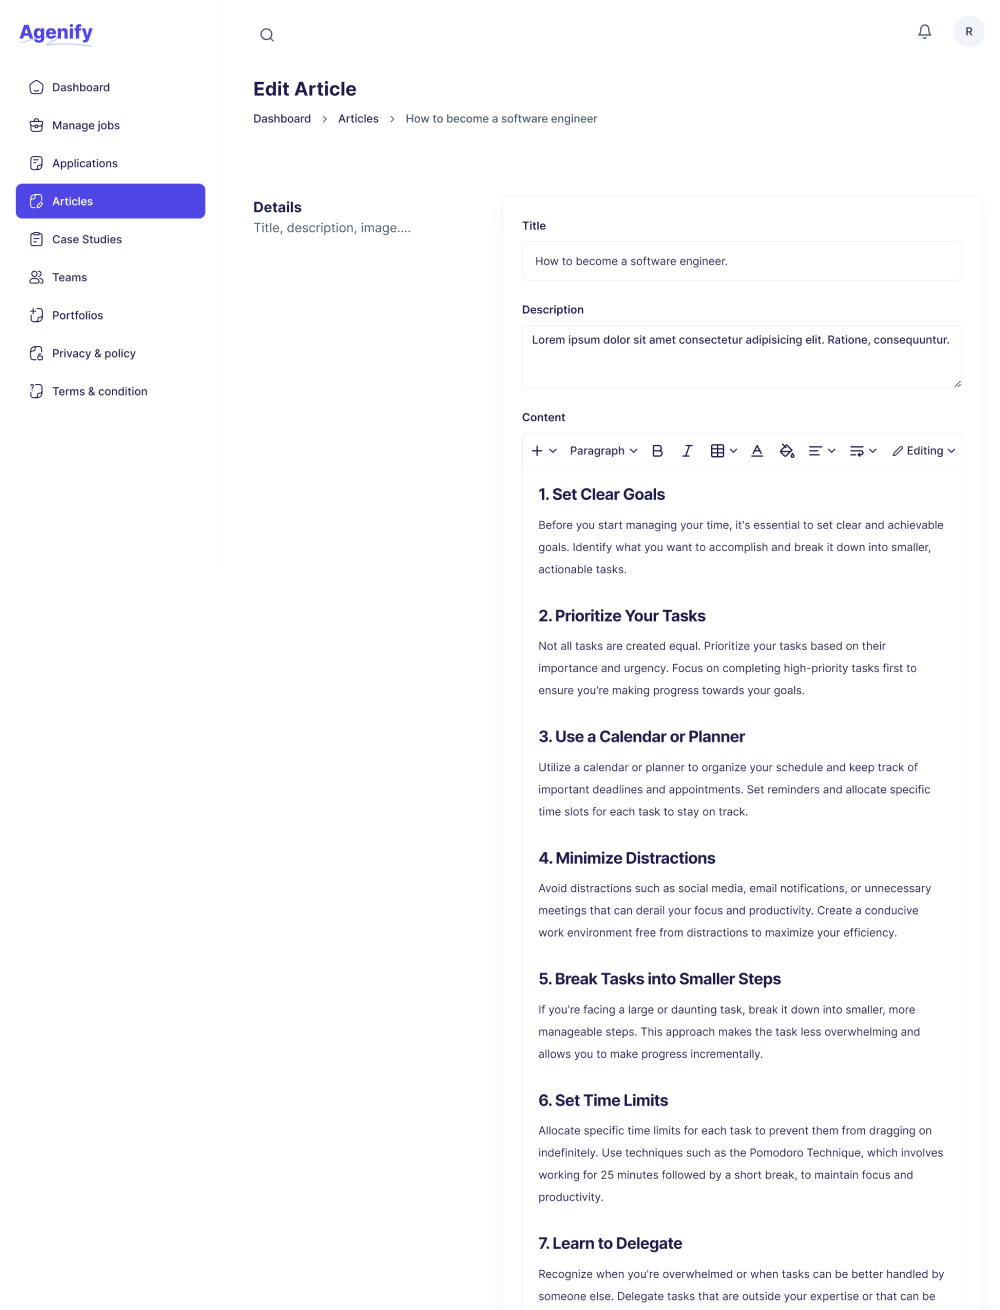 Agenify
R
Dashboard
Manage jobs
Applications
Articles
Case Studies
Teams
Portfolios
Privacy & policy
Terms & condition
Edit Article
Dashboard > Articles > How to become a software engineer
Details
Title, description, image....
Title
How to become a software engineer.
Description
Lorem ipsum dolor sit amet consectetur adipisicing elit. Ratione, consequuntur.
Content
Paragraph B I A Editing
1. Set Clear Goals
Before you start managing your time, it's essential to set clear and achievable
goals. Identify what you want to accomplish and break it down into smaller,
actionable tasks.
2. Prioritize Your Tasks
Not all tasks are created equal. Prioritize your tasks based on their
importance and urgency. Focus on completing high-priority tasks first to
ensure you're making progress towards your goals.
3. Use a Calendar or Planner
Utilize a calendar or planner to organize your schedule and keep track of
important deadlines and appointments. Set reminders and allocate specific
time slots for each task to stay on track.
4. Minimize Distractions
Avoid distractions such as social media, email notifications, or unnecessary
meetings that can derail your focus and productivity. Create a conducive
work environment free from distractions to maximize your efficiency.
5. Break Tasks into Smaller Steps
If you're facing a large or daunting task, break it down into smaller, more
manageable steps. This approach makes the task less overwhelming and
allows you to make progress incrementally.
6. Set Time Limits
Allocate specific time limits for each task to prevent them from dragging on
indefinitely. Use techniques such as the Pomodoro Technique, which involves
working for 25 minutes followed by a short break, to maintain focus and
productivity.
7. Learn to Delegate
Recognize when you're overwhelmed or when tasks can be better handled by
someone else. Delegate tasks that are outside your expertise or that can be